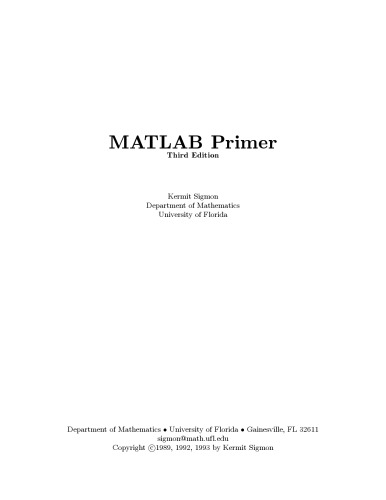 MATLAB Primer
Third Edition
Kermit Sigmon
Department of Mathematics
University of Florida
Department of Mathematics • University of Florida • Gainesville, FL 32611
sigmon@math.ufl.edu
Copyright ©1989, 1992, 1993 by Kermit Sigmon